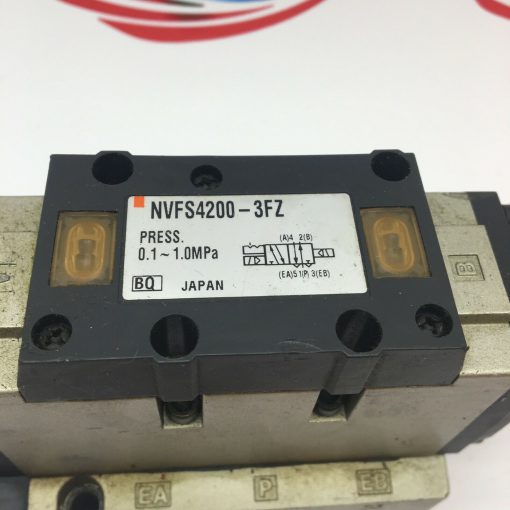 NVFS4200-3FZ
PRESS.
0.1~1.0MPa
(A)4 2(B)
(EA)5 1(P) 3(EB)
BQ JAPAN
EA P EB